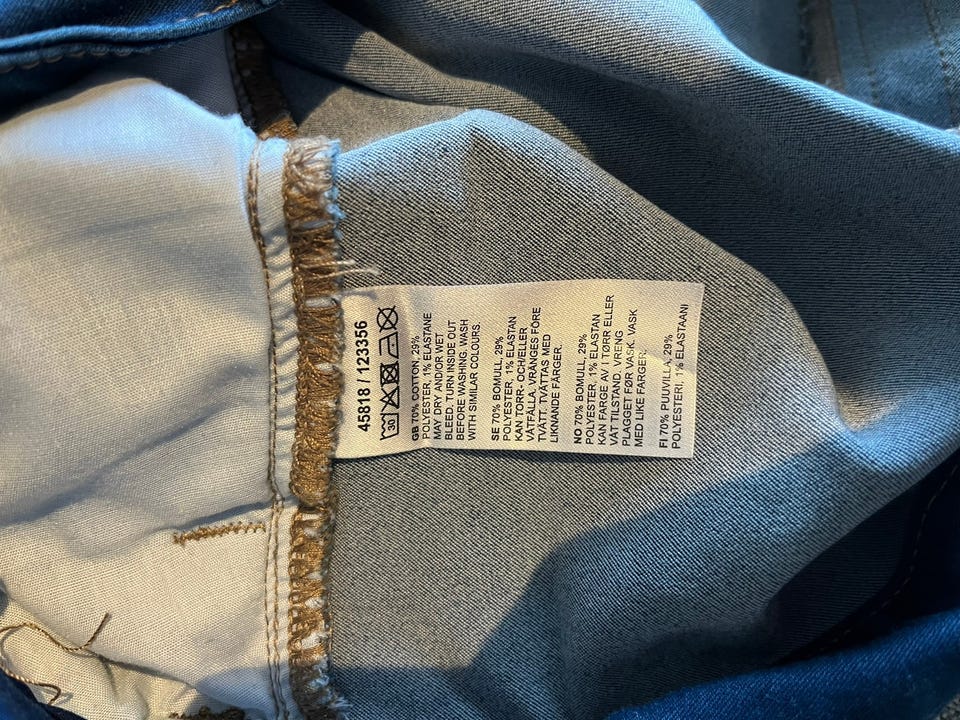 45818 / 123356
30
GB 70% COTTON, 29%
POLYESTER, 1% ELASTANE
MAY DRY AND/OR WET
BLEED. TURN INSIDE OUT
BEFORE WASHING. WASH
WITH SIMILAR COLOURS.
SE 70% BOMULL, 29%
POLYESTER, 1% ELASTAN
KAN TORR- OCH/ELLER
VÅTFÄLLA. VRÄNGES FÖRE
TVÄTT. TVÄTTAS MED
LIKNANDE FÄRGER.
NO 70% BOMULL, 29%
POLYESTER, 1% ELASTAN
KAN FARGE AV I TØRR ELLER
VÅT TILSTAND. VRENG
PLAGGET FØR VASK. VASK
MED LIKE FARGER.
FI 70% PUUVILLA, 29%
POLYESTERI, 1% ELASTAANI